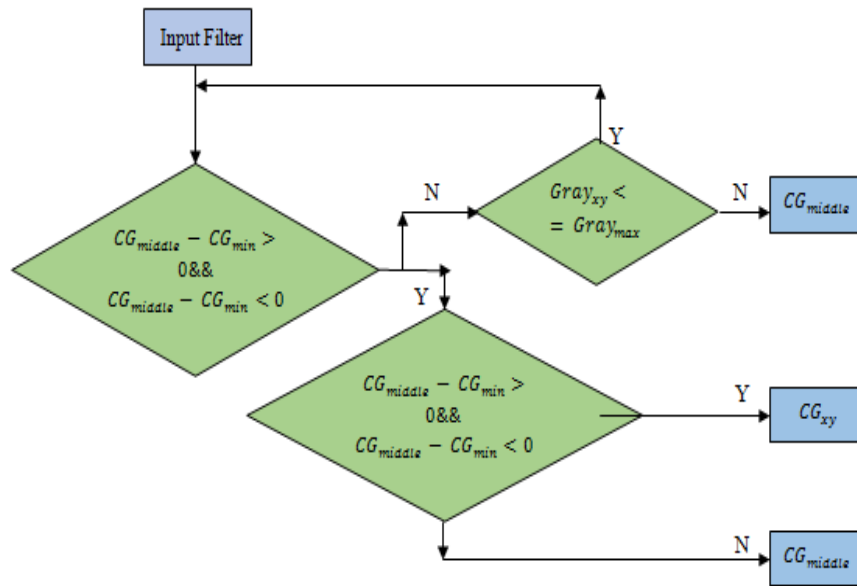 Input Filter
Y
N
Gray_xy <
= Gray_max
N
CG_middle
CG_middle − CG_min >
0&&
CG_middle − CG_min < 0
Y
CG_middle − CG_min >
0&&
CG_middle − CG_min < 0
Y
CG_xy
N
CG_middle